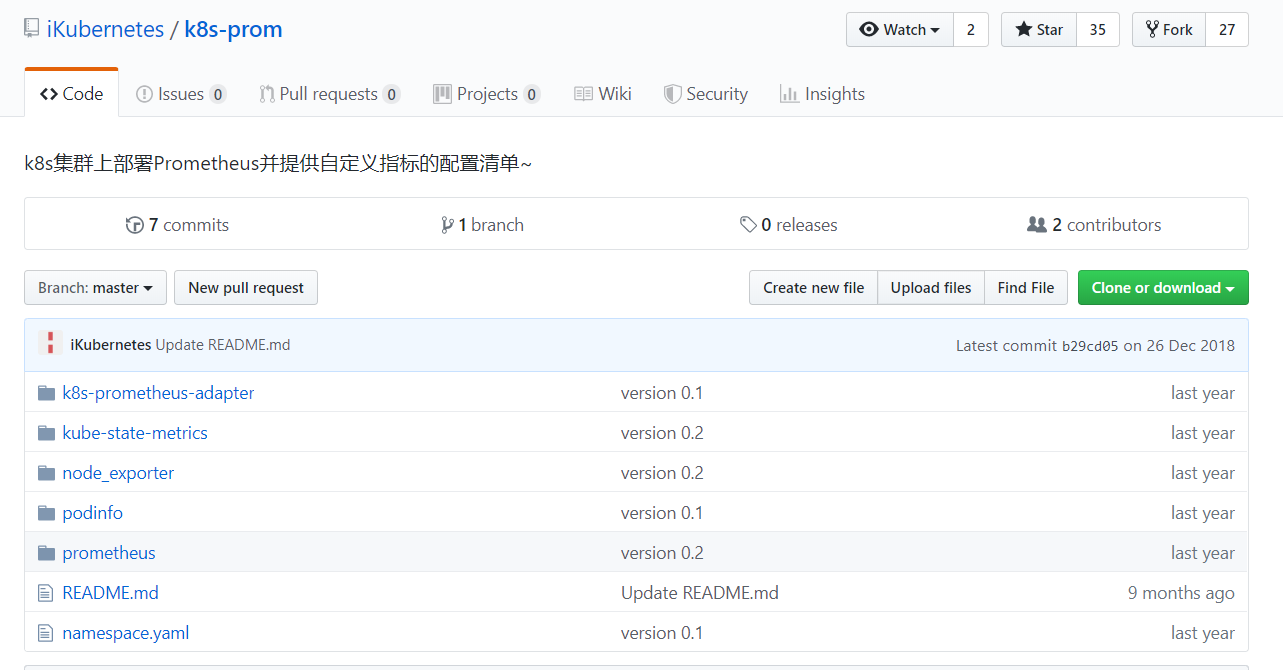 iKubernetes / k8s-prom Watch 2 Star 35 Fork 27
Code Issues 0 Pull requests 0 Projects 0 Wiki Security Insights
k8s集群上部署Prometheus并提供自定义指标的配置清单~
7 commits 1 branch 0 releases 2 contributors
Branch: master New pull request Create new file Upload files Find File Clone or download
iKubernetes Update README.md Latest commit b29cd05 on 26 Dec 2018
k8s-prometheus-adapter version 0.1 last year
kube-state-metrics version 0.2 last year
node_exporter version 0.2 last year
podinfo version 0.1 last year
prometheus version 0.2 last year
README.md Update README.md 9 months ago
namespace.yaml version 0.1 last year